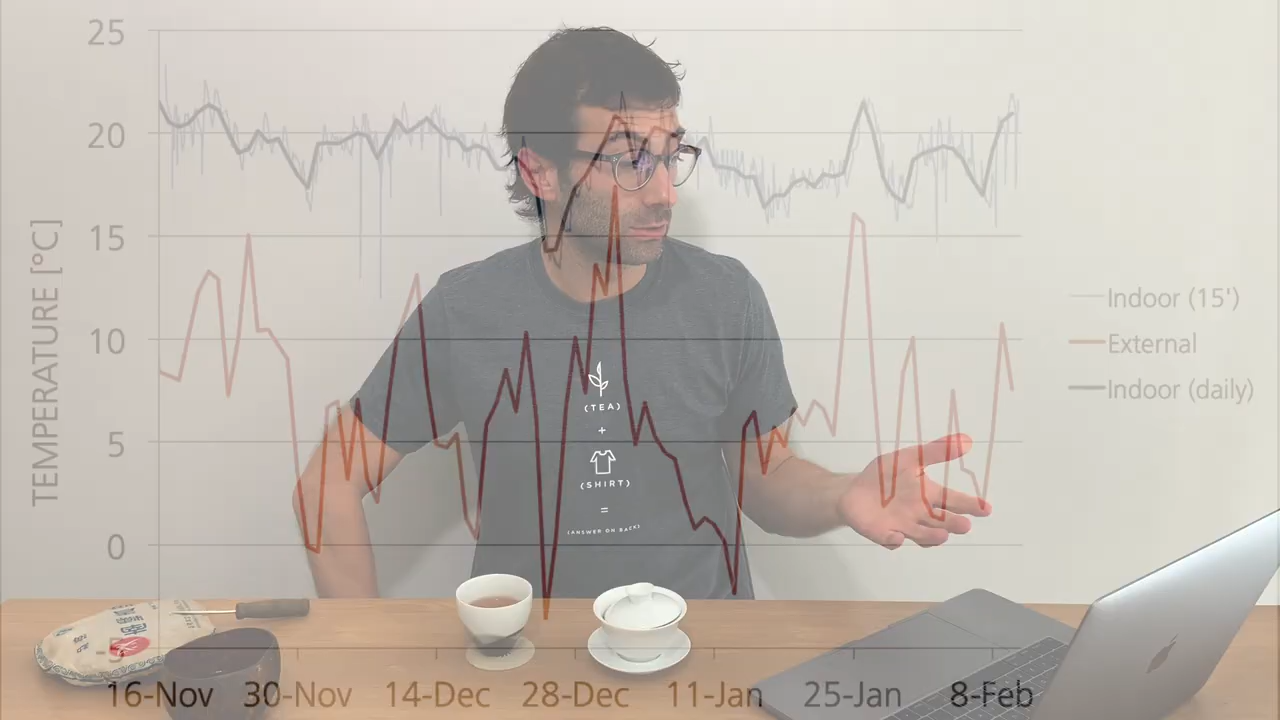 25
20
15
10
5
0
-5
TEMPERATURE [°C]
16-Nov 30-Nov 14-Dec 28-Dec 11-Jan 25-Jan 8-Feb
Indoor (15')
External
Indoor (daily)
(TEA)
+
(SHIRT)
=
(ANSWER ON BACK)